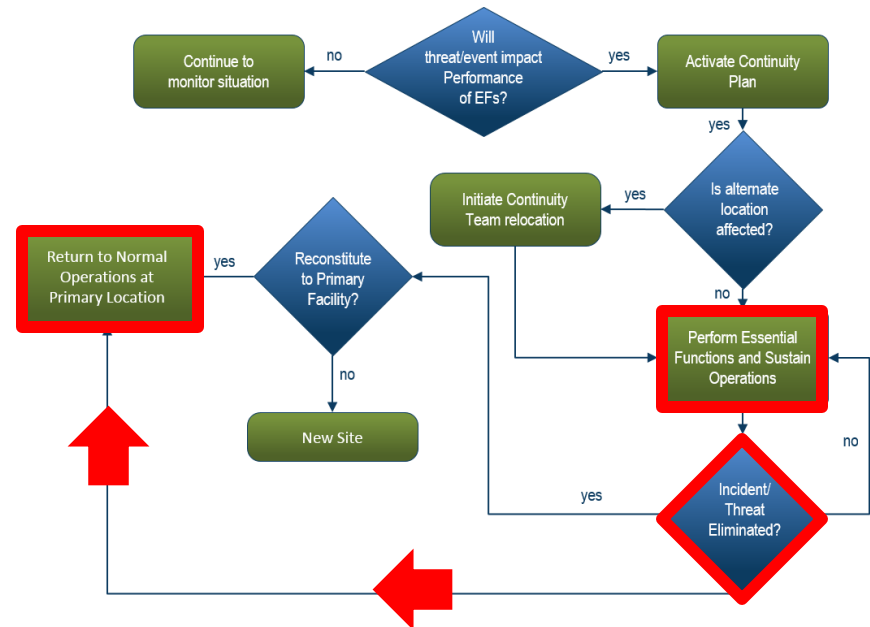 Will
threat/event impact
Performance
of EFs?
no
Continue to
monitor situation
yes
Activate Continuity
Plan
yes
Is alternate
location
affected?
yes
Initiate Continuity
Team relocation
no
Perform Essential
Functions and Sustain
Operations
no
Incident/
Threat
Eliminated?
yes
Reconstitute
to Primary
Facility?
yes
Return to Normal
Operations at
Primary Location
no
New Site